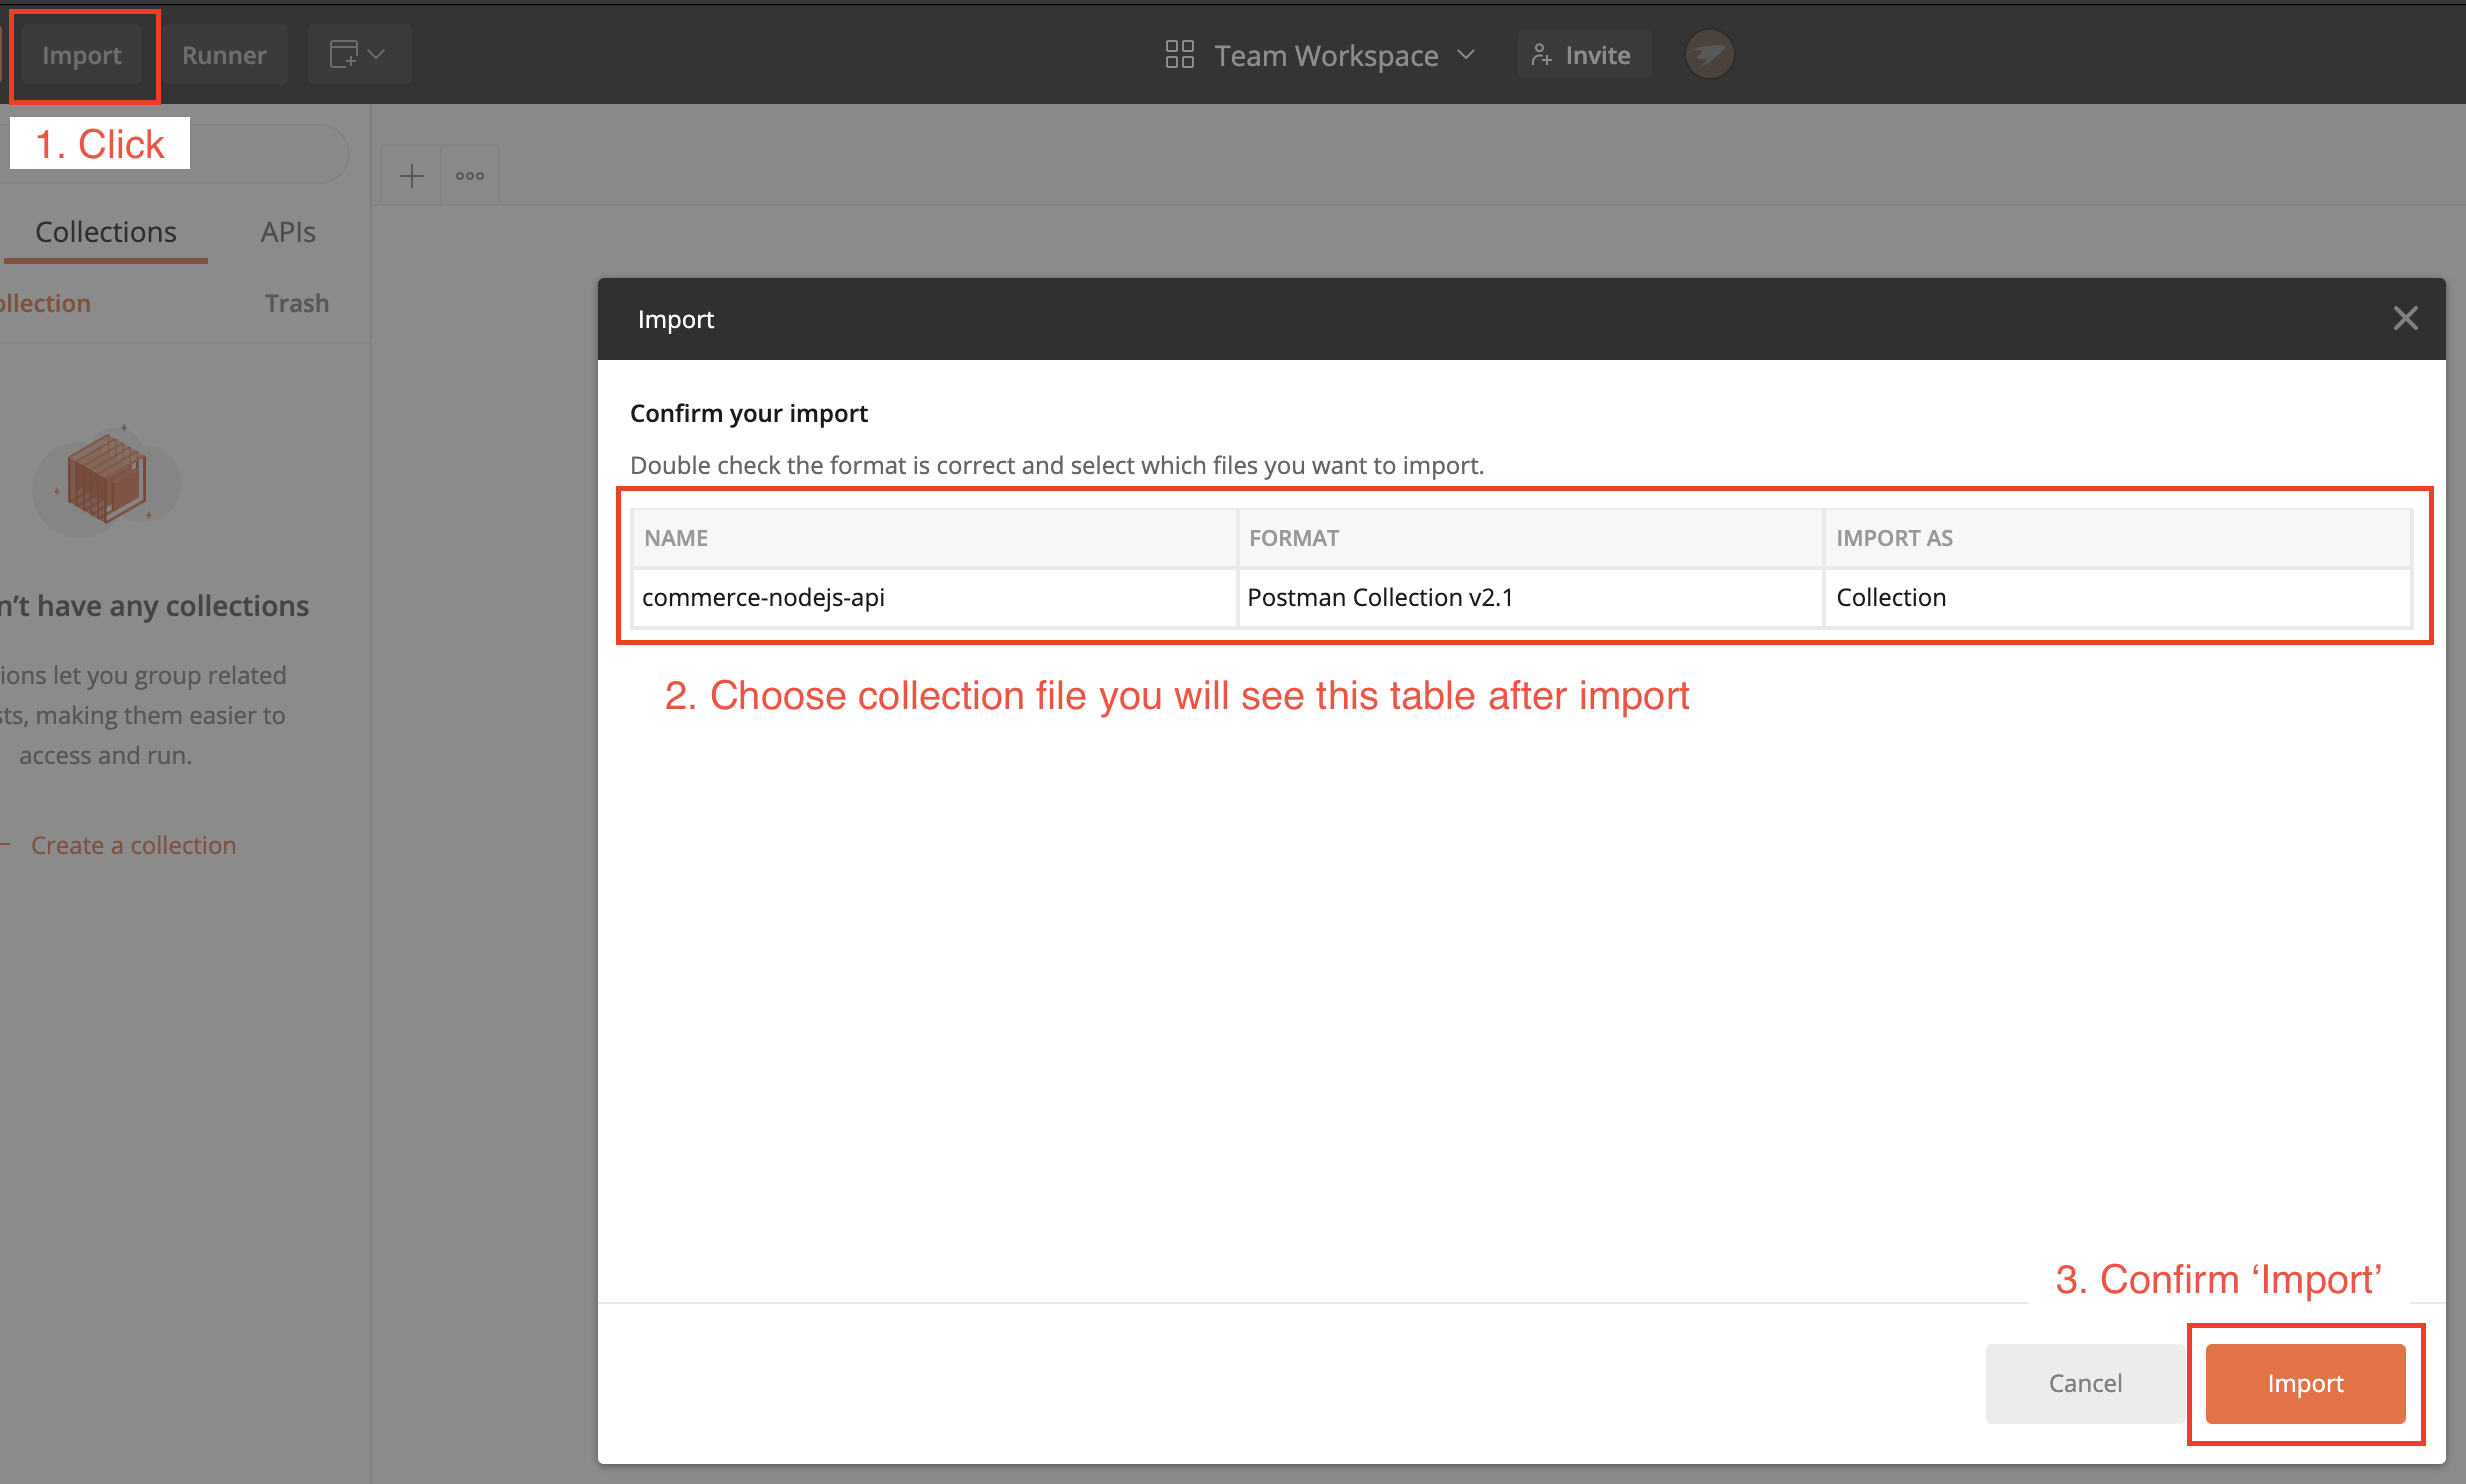 Import
Runner
Team Workspace
Invite
1. Click
Collections
APIs
ollection
Trash
n't have any collections
ions let you group related
sts, making them easier to
access and run.
Create a collection
Import
Confirm your import
Double check the format is correct and select which files you want to import.
NAME
FORMAT
IMPORT AS
commerce-nodejs-api
Postman Collection v2.1
Collection
2. Choose collection file you will see this table after import
3. Confirm ‘Import’
Cancel
Import